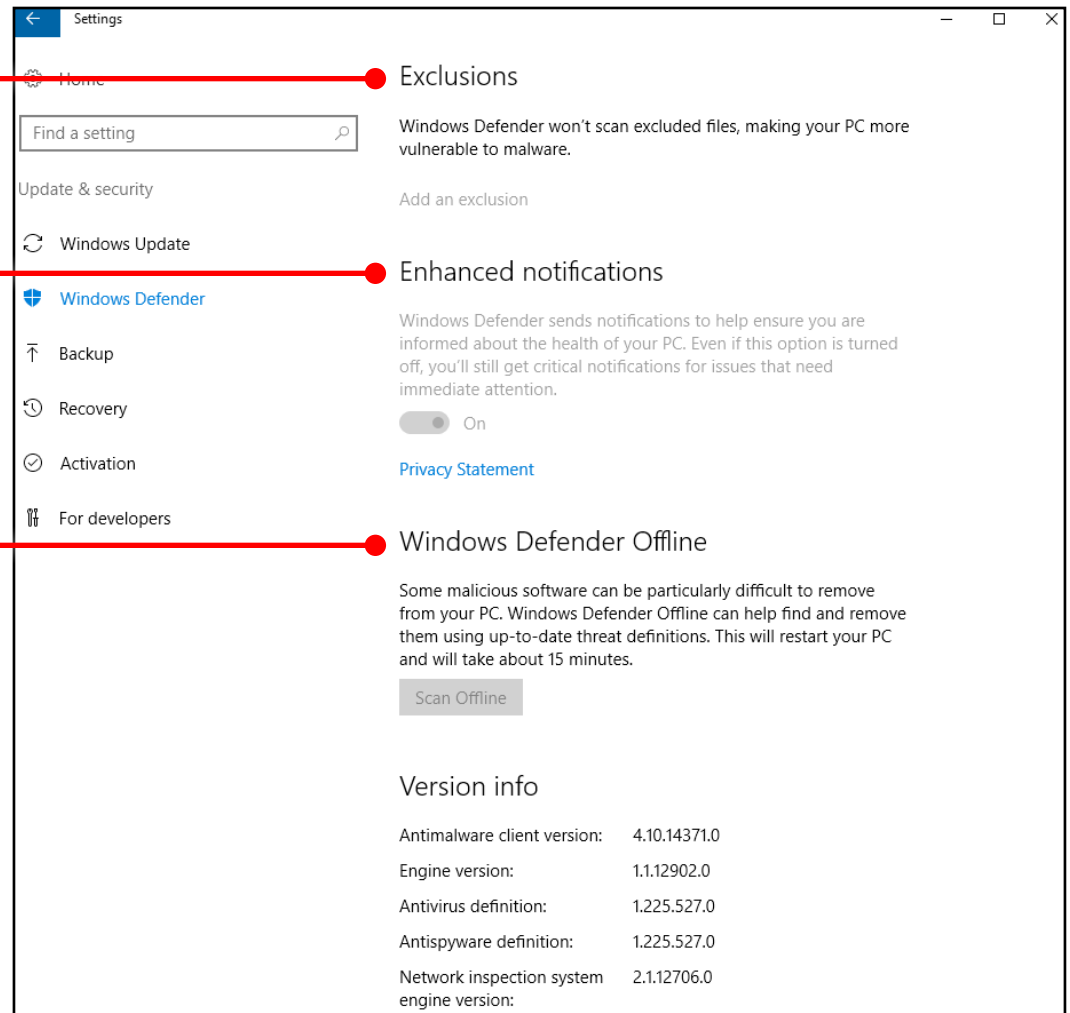 Settings
Home
Find a setting
Update & security
Windows Update
Windows Defender
Backup
Recovery
Activation
For developers
Exclusions
Windows Defender won't scan excluded files, making your PC more
vulnerable to malware.
Add an exclusion
Enhanced notifications
Windows Defender sends notifications to help ensure you are
informed about the health of your PC. Even if this option is turned
off, you'll still get critical notifications for issues that need
immediate attention.
On
Privacy Statement
Windows Defender Offline
Some malicious software can be particularly difficult to remove
from your PC. Windows Defender Offline can help find and remove
them using up-to-date threat definitions. This will restart your PC
and will take about 15 minutes.
Scan Offline
Version info
Antimalware client version: 4.10.14371.0
Engine version: 1.1.12902.0
Antivirus definition: 1.225.527.0
Antispyware definition: 1.225.527.0
Network inspection system 2.1.12706.0
engine version: